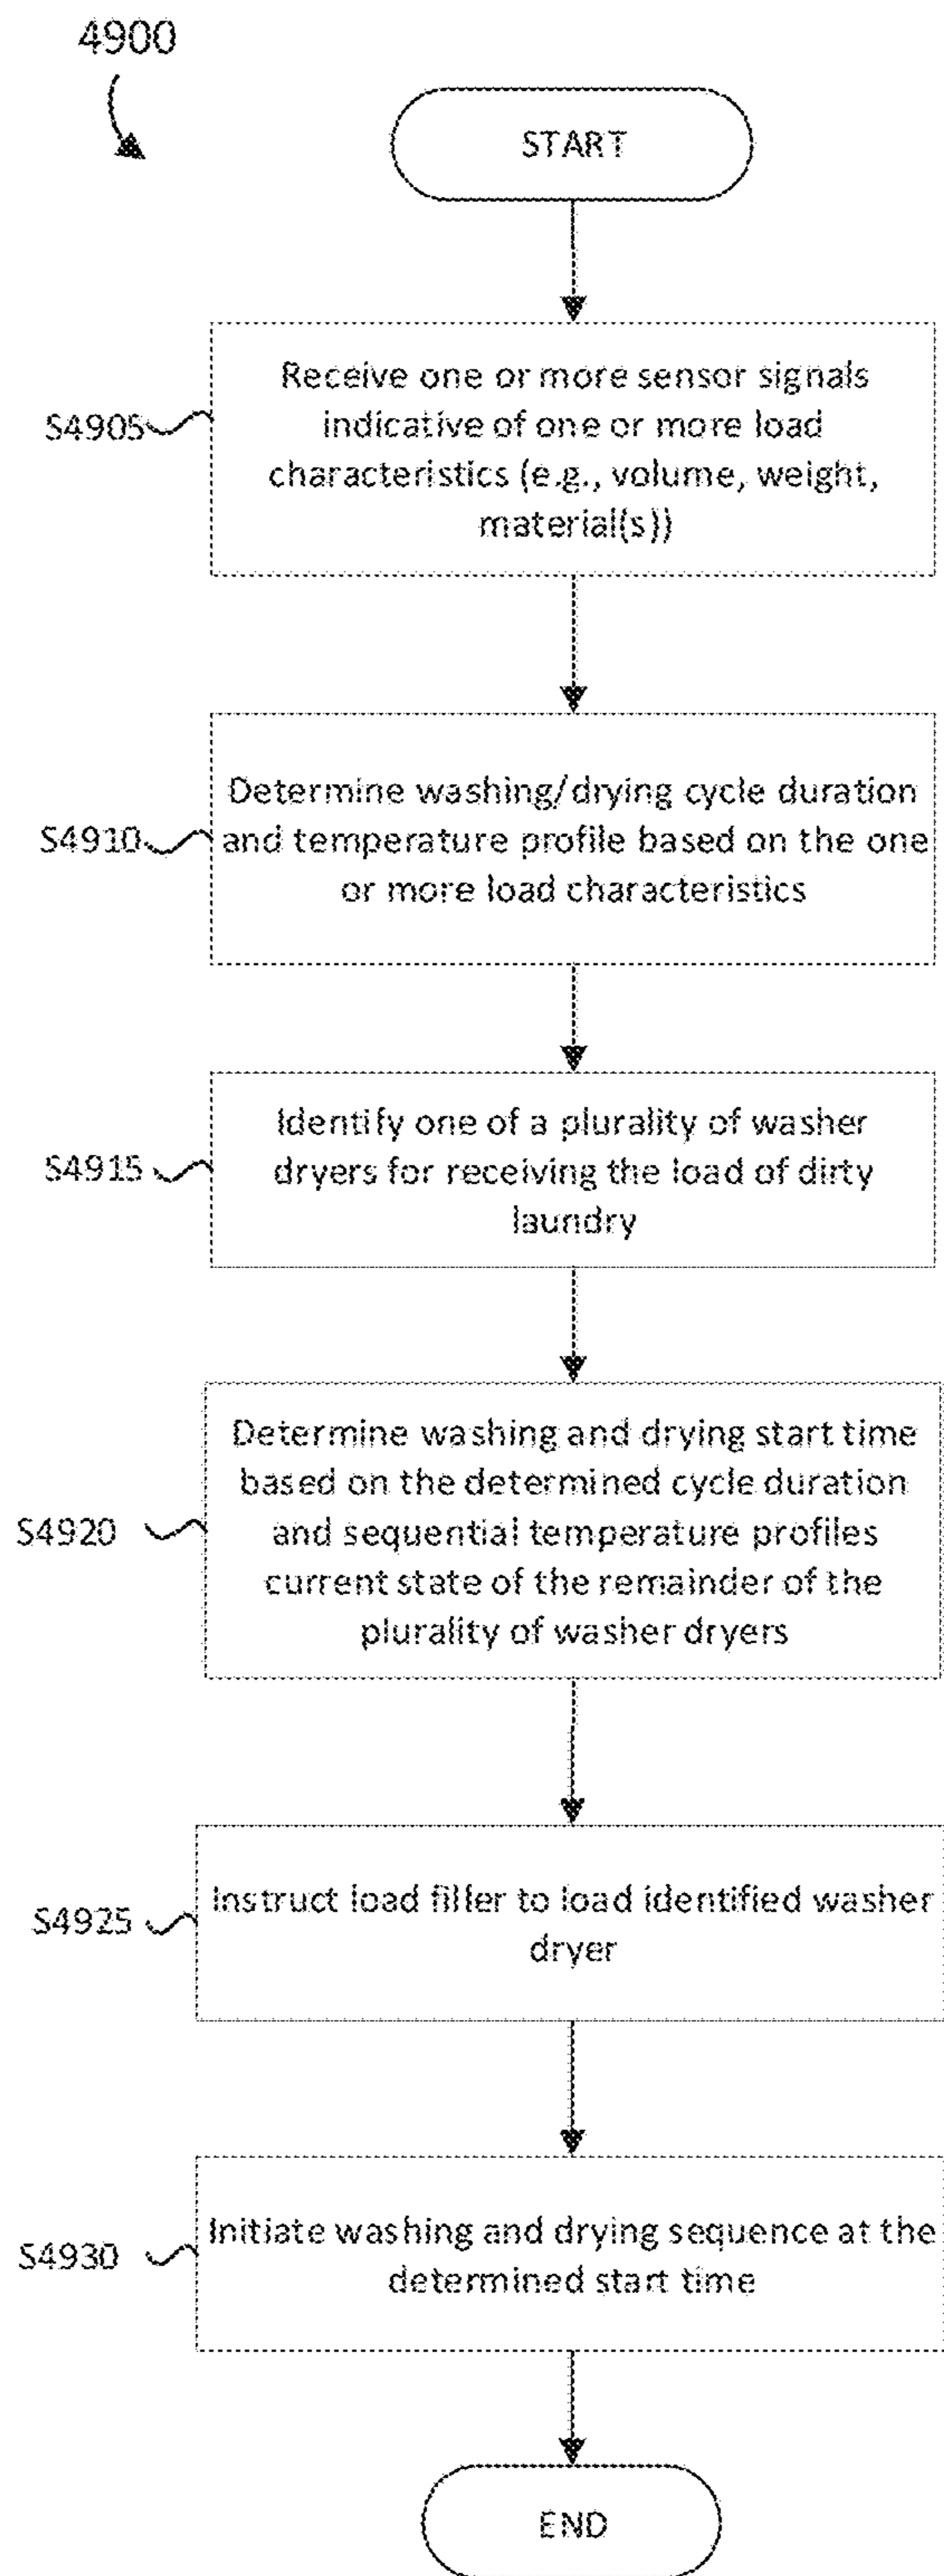 4900
START
S4905
Receive one or more sensor signals
indicative of one or more load
characteristics (e.g., volume, weight,
material(s))
S4910
Determine washing/drying cycle duration
and temperature profile based on the one
or more load characteristics
S4915
Identify one of a plurality of washer
dryers for receiving the load of dirty
laundry
S4920
Determine washing and drying start time
based on the determined cycle duration
and sequential temperature profiles
current state of the remainder of the
plurality of washer dryers
S4925
Instruct load filler to load identified washer
dryer
S4930
Initiate washing and drying sequence at the
determined start time
END